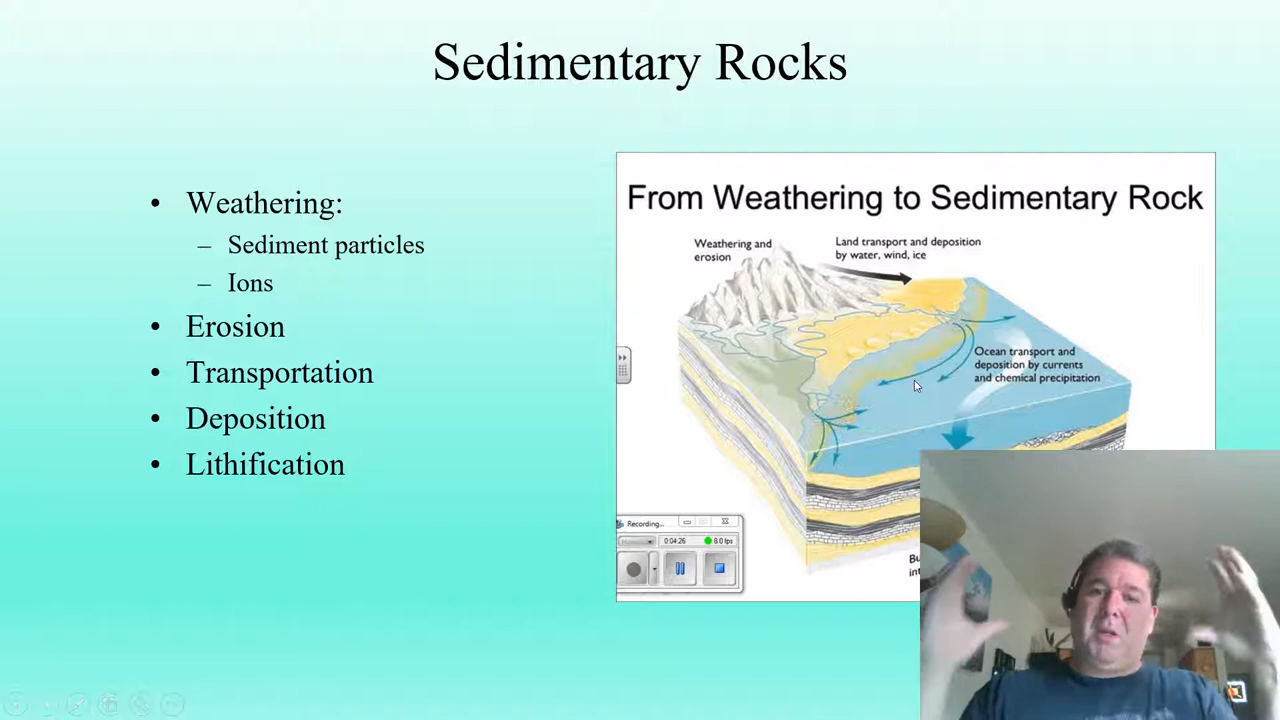 Sedimentary Rocks
• Weathering:
– Sediment particles
– Ions
• Erosion
• Transportation
• Deposition
• Lithification
From Weathering to Sedimentary Rock
Weathering and
erosion
Land transport and deposition
by water, wind, ice
Ocean transport and
deposition by currents
and chemical precipitation
Recording...
0:04:26
8.0 fps